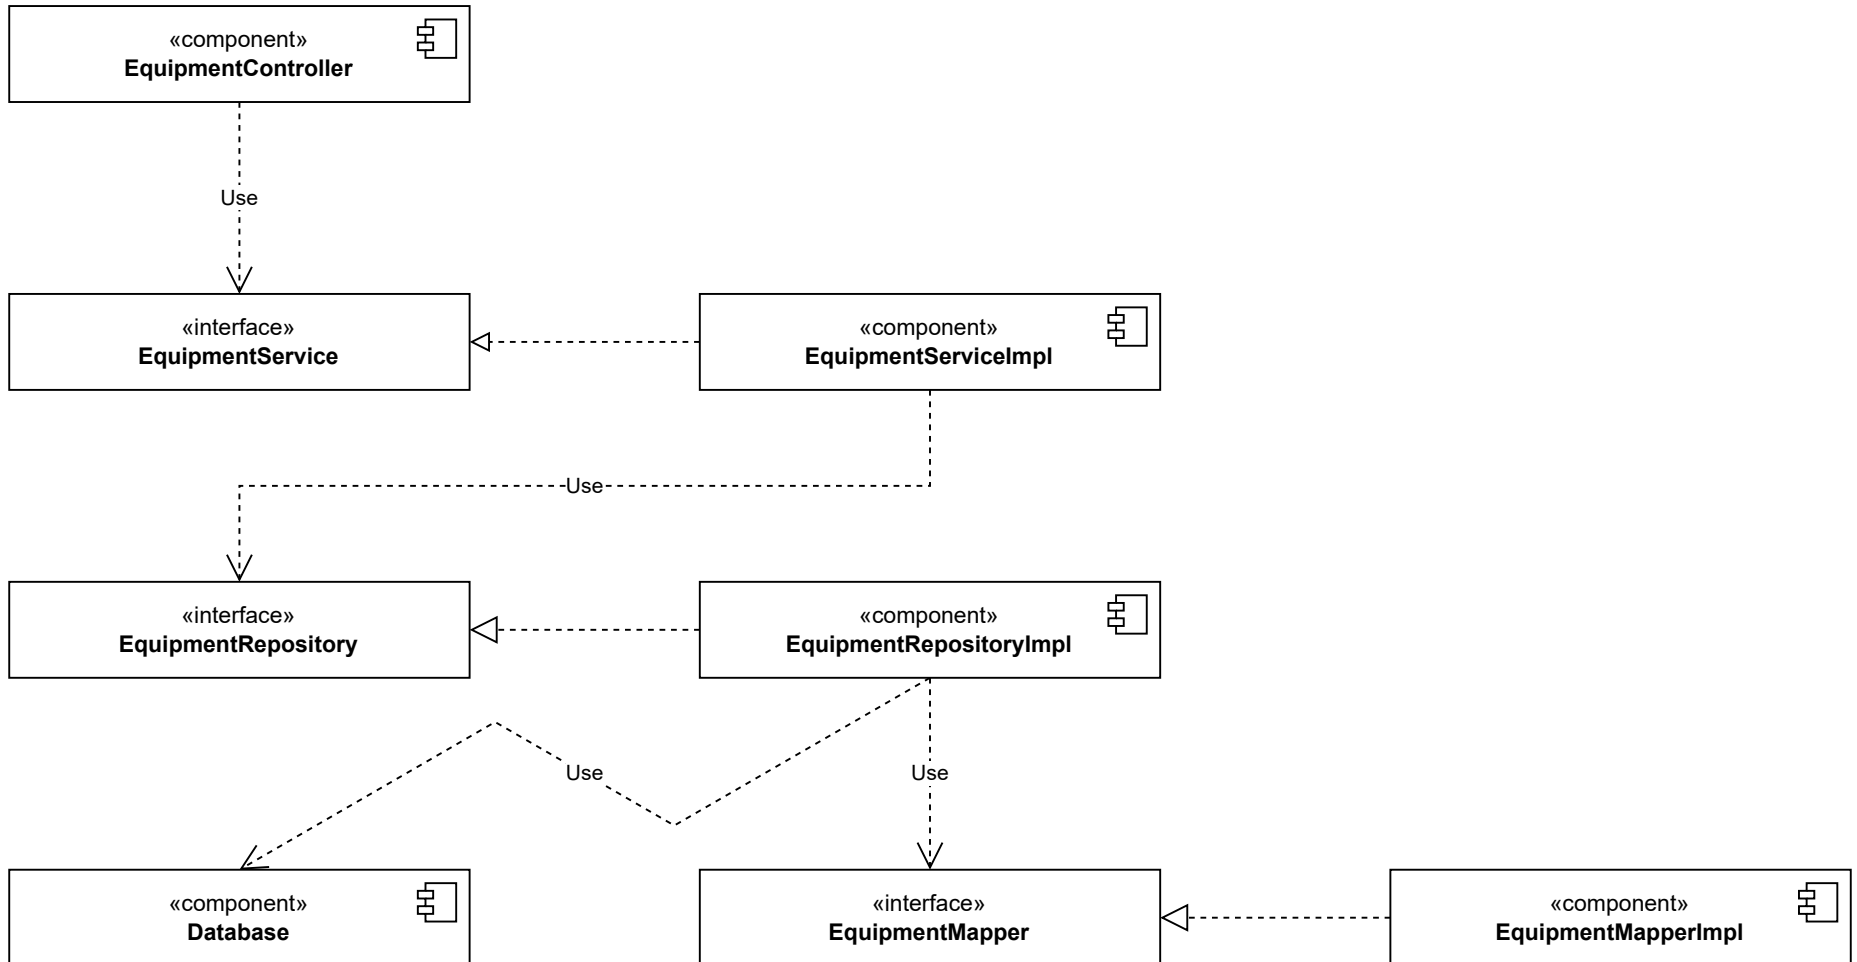 «component»
EquipmentController
Use
«interface»
EquipmentService
«component»
EquipmentServiceImpl
Use
«interface»
EquipmentRepository
«component»
EquipmentRepositoryImpl
Use
Use
«component»
Database
«interface»
EquipmentMapper
«component»
EquipmentMapperImpl